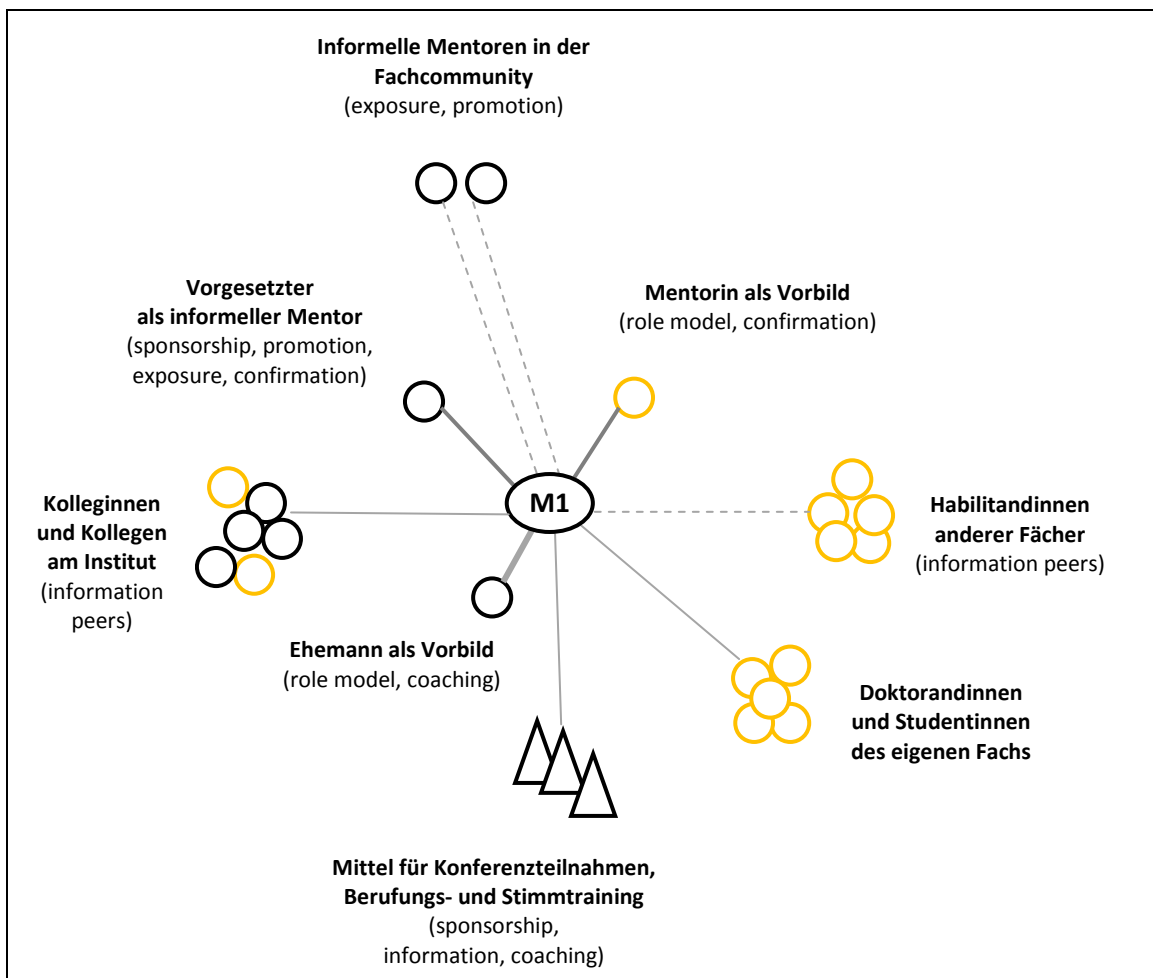 Informelle Mentoren in der
Fachcommunity
(exposure, promotion)
Vorgesetzter
als informeller Mentor
(sponsorship, promotion,
exposure, confirmation)
Mentorin als Vorbild
(role model, confirmation)
M1
Kolleginnen
und Kollegen
am Institut
(information
peers)
Habilitandinnen
anderer Fächer
(information peers)
Ehemann als Vorbild
(role model, coaching)
Doktorandinnen
und Studentinnen
des eigenen Fachs
Mittel für Konferenzteilnahmen,
Berufungs- und Stimmtraining
(sponsorship,
information, coaching)